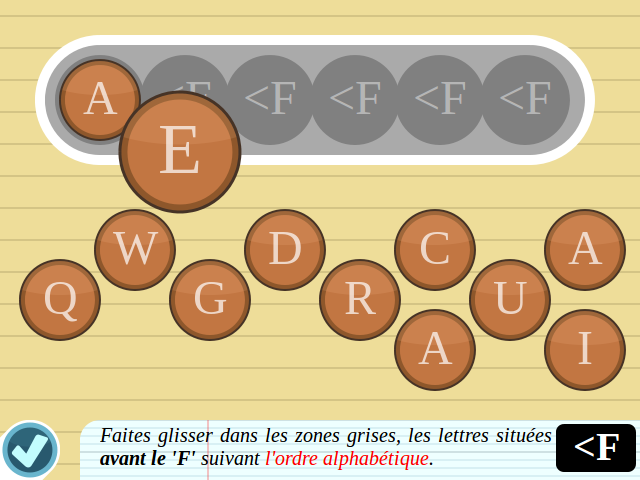 A <F <F <F <F <F
E
W D C A
Q G R U
A I
Faites glisser dans les zones grises, les lettres situées
avant le 'F' suivant l'ordre alphabétique.
<F